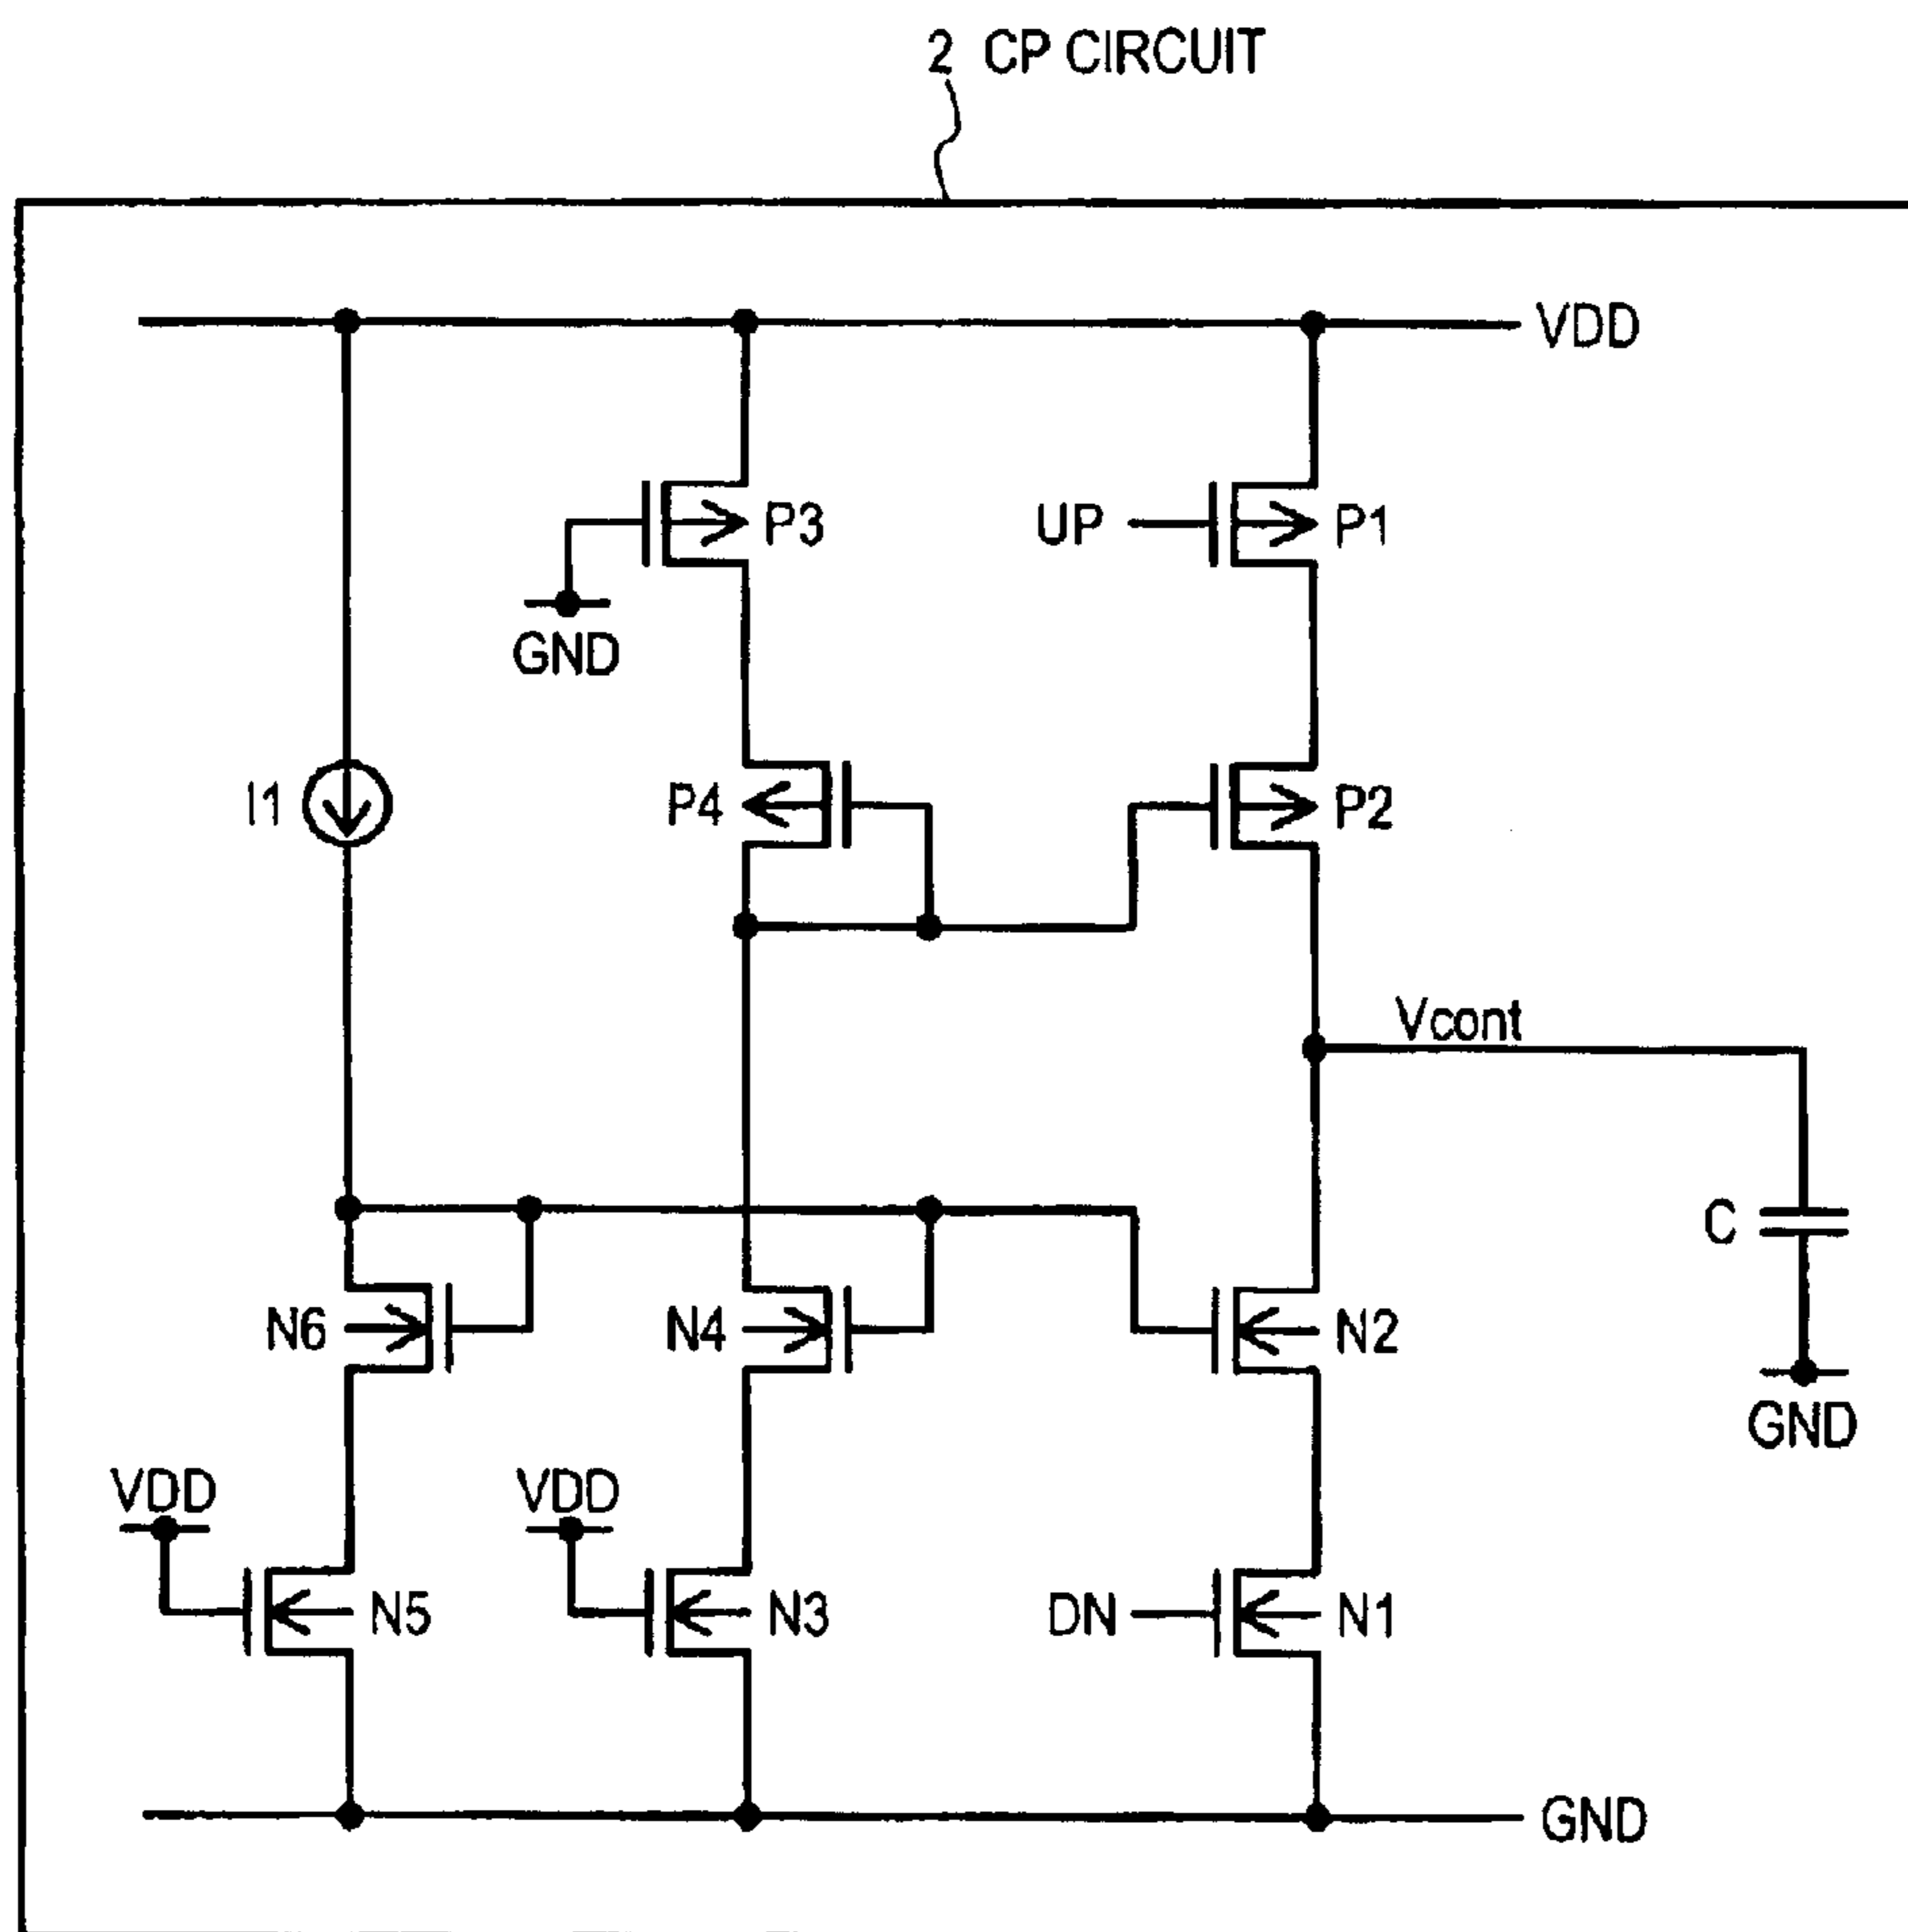 2 CP CIRCUIT
VDD
P3
UP
P1
GND
I1
P4
P2
Vcont
C
N6
N4
N2
GND
VDD
VDD
N5
N3
DN
N1
GND